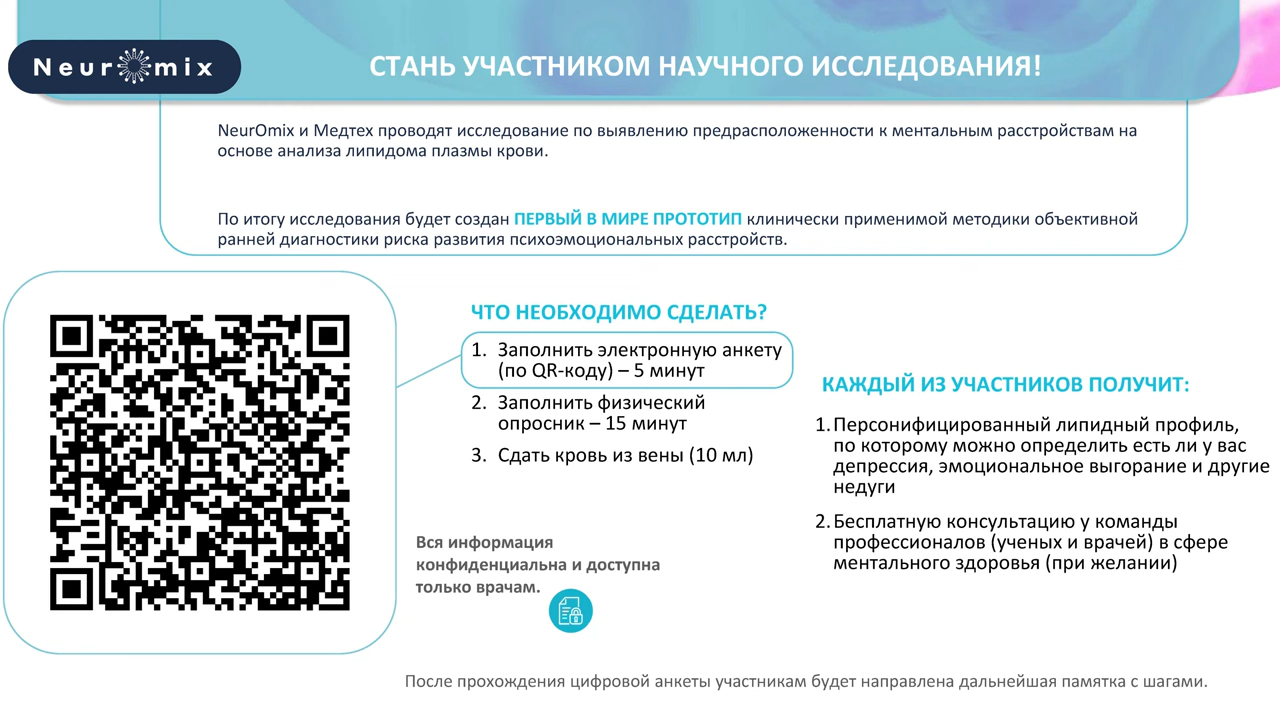 NeurOmix
СТАНЬ УЧАСТНИКОМ НАУЧНОГО ИССЛЕДОВАНИЯ!
NeurOmix и Медтех проводят исследование по выявлению предрасположенности к ментальным расстройствам на
основе анализа липидома плазмы крови.
По итогу исследования будет создан ПЕРВЫЙ В МИРЕ ПРОТОТИП клинически применимой методики объективной
ранней диагностики риска развития психоэмоциональных расстройств.
ЧТО НЕОБХОДИМО СДЕЛАТЬ?
1. Заполнить электронную анкету
(по QR-коду) – 5 минут
2. Заполнить физический
опросник – 15 минут
3. Сдать кровь из вены (10 мл)
Вся информация
конфиденциальна и доступна
только врачам.
КАЖДЫЙ ИЗ УЧАСТНИКОВ ПОЛУЧИТ:
1. Персонифицированный липидный профиль,
по которому можно определить есть ли у вас
депрессия, эмоциональное выгорание и другие
недуги
2. Бесплатную консультацию у команды
профессионалов (ученых и врачей) в сфере
ментального здоровья (при желании)
После прохождения цифровой анкеты участникам будет направлена дальнейшая памятка с шагами.